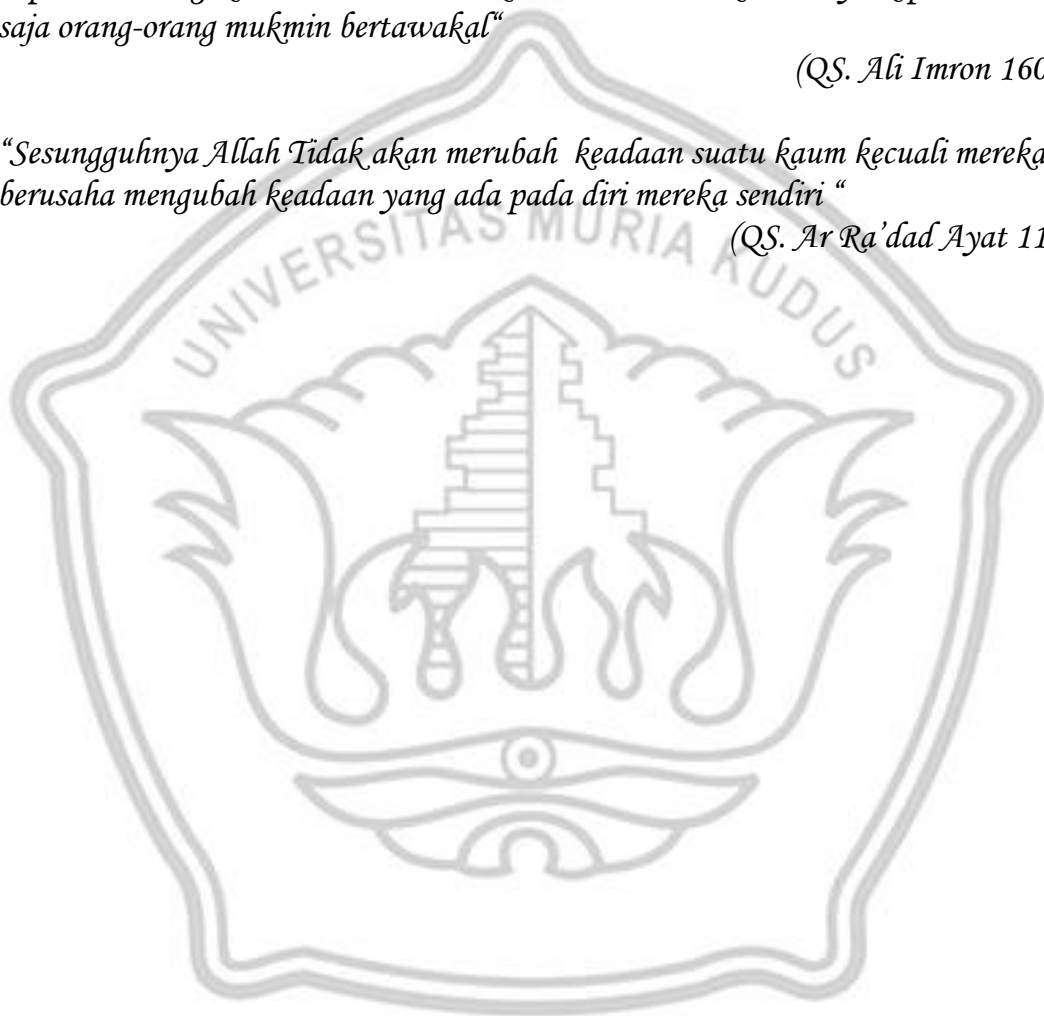 saja orang-orang mukmin bertawakal“
(QS. Ali Imron 160
“Sesungguhnya Allah Tidak akan merubah keadaan suatu kaum kecuali mereka
berusaha mengubah keadaan yang ada pada diri mereka sendiri “
(QS. Ar Ra’dad Ayat 11
UNIVERSITAS MURIA KUDUS